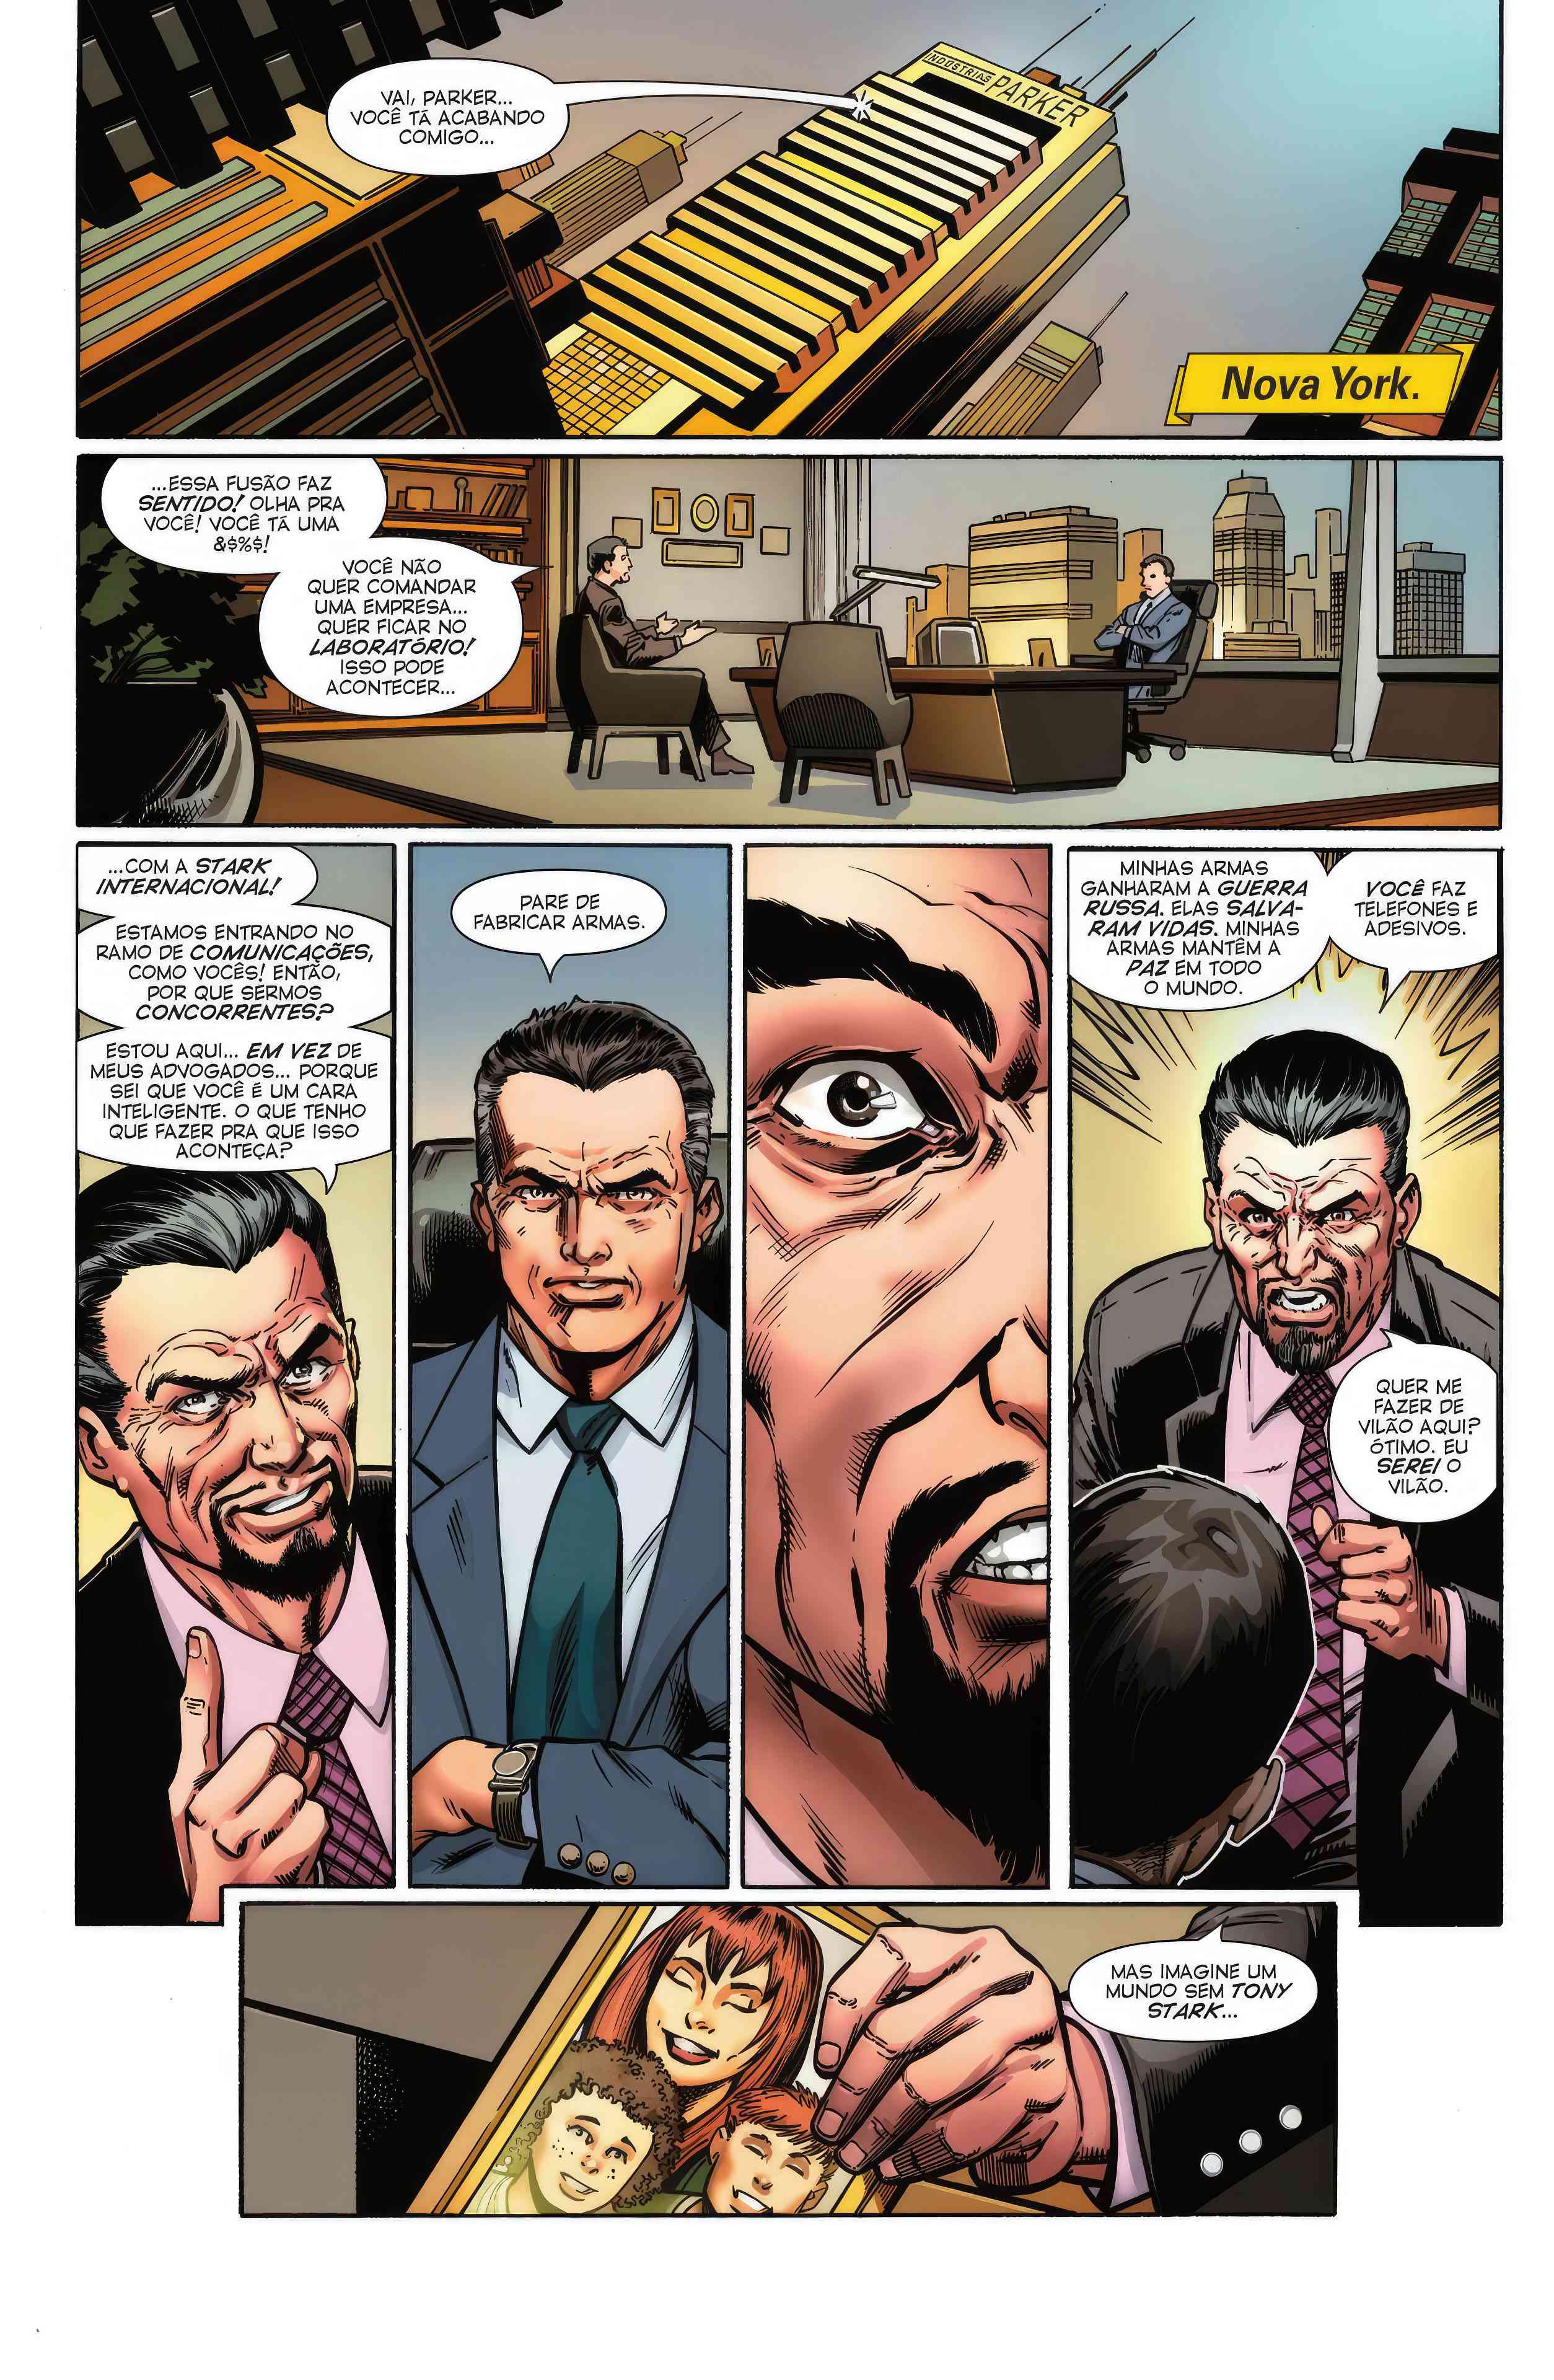 INDÚSTRIAS
PARKER
VAI, PARKER...
VOCÊ TÁ ACABANDO
COMIGO...
Nova York.
...ESSA FUSÃO FAZ
SENTIDO! OLHA PRA
VOCÊ! VOCÊ TÁ UMA
&$%$!
VOCÊ NÃO
QUER COMANDAR
UMA EMPRESA...
QUER FICAR NO
LABORATÓRIO!
ISSO PODE
ACONTECER...
...COM A STARK
INTERNACIONAL!
ESTAMOS ENTRANDO NO
RAMO DE COMUNICAÇÕES,
COMO VOCÊS! ENTÃO,
POR QUE SERMOS
CONCORRENTES?
ESTOU AQUI... EM VEZ DE
MEUS ADVOGADOS... PORQUE
SEI QUE VOCÊ É UM CARA
INTELIGENTE. O QUE TENHO
QUE FAZER PRA QUE ISSO
ACONTEÇA?
PARE DE
FABRICAR ARMAS.
MINHAS ARMAS
GANHARAM A GUERRA
RUSSA. ELAS SALVA-
RAM VIDAS. MINHAS
ARMAS MANTÊM A
PAZ EM TODO
O MUNDO.
VOCÊ FAZ
TELEFONES E
ADESIVOS.
QUER ME
FAZER DE
VILÃO AQUI?
ÓTIMO. EU
SEREI O
VILÃO.
MAS IMAGINE UM
MUNDO SEM TONY
STARK...